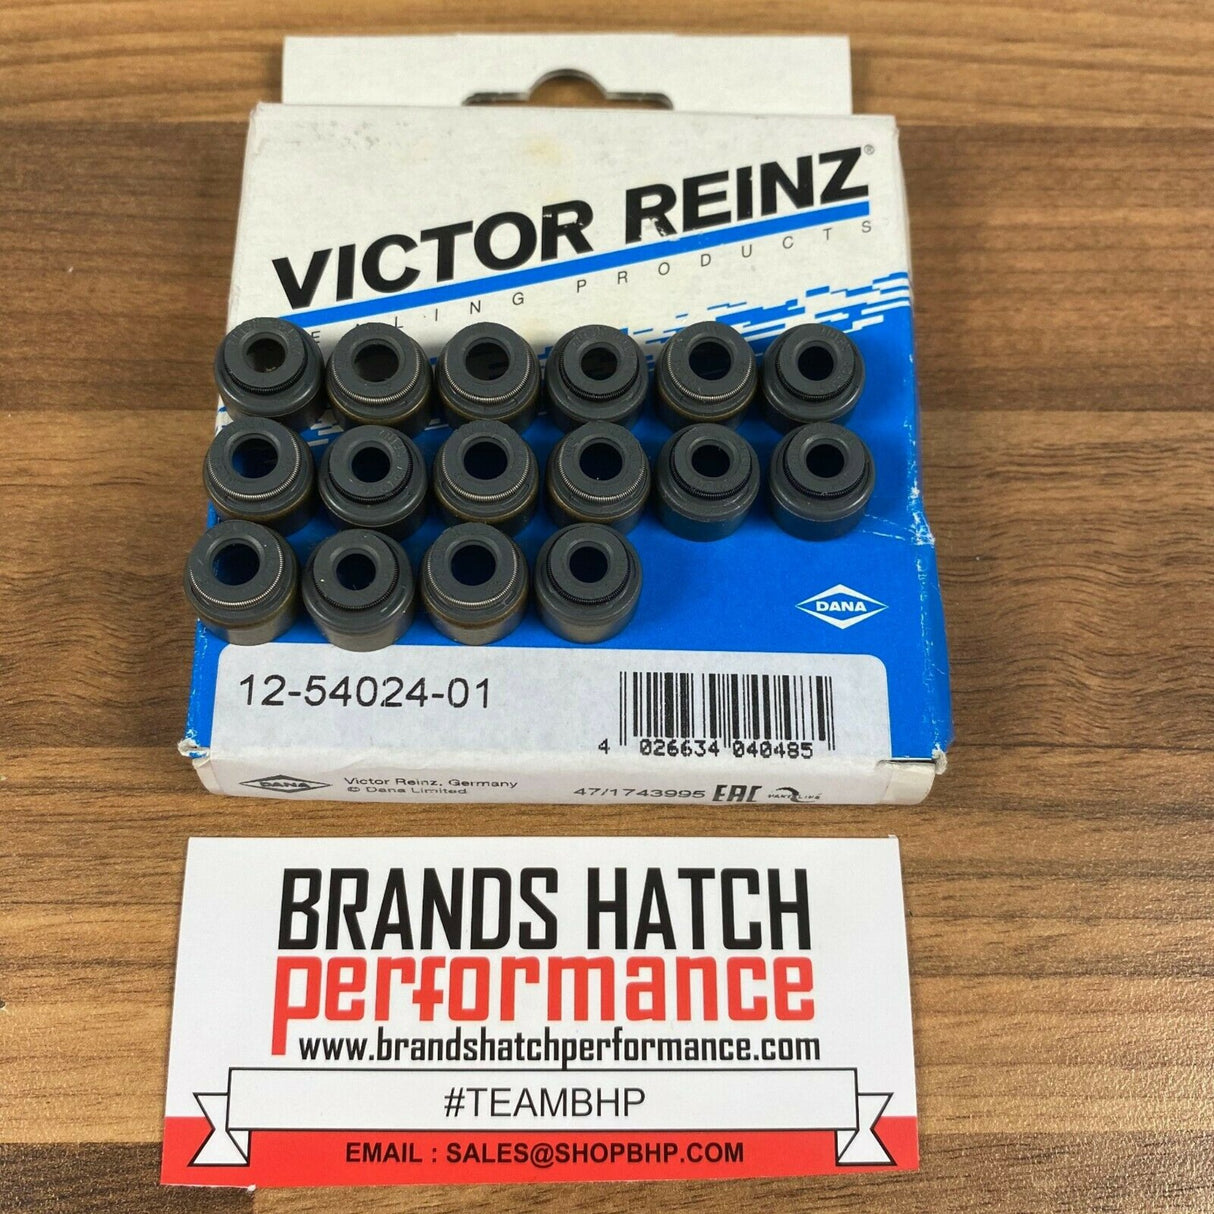 VICTOR REINZ®
EALING PRODUCTS
DANA
12-54024-01
4 026634 040485
DANA
Victor Reinz, Germany
© Dana Limited
47/1743995 EAC
BRANDS HATCH
performance
www.brandshatchperformance.com
#TEAMBHP
EMAIL : SALES@SHOPBHP.COM